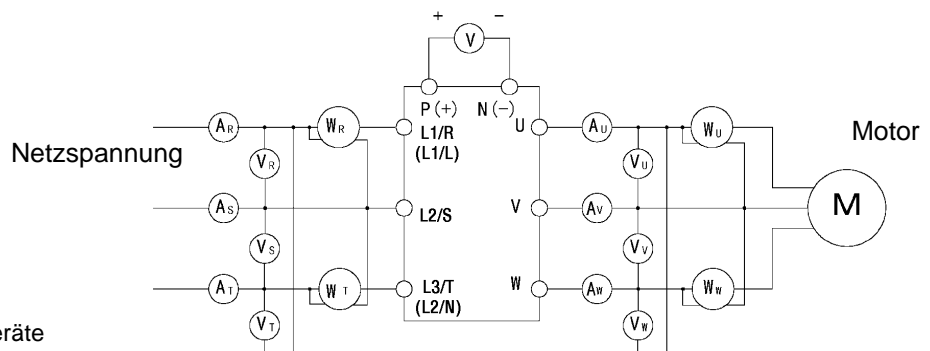 + −
V
P (+) N (−)
AR WR L1/R U AU WU Motor
(L1/L)
Netzspannung
VR VU
AS L2/S V AV M
VS VV
AT WT L3/T W AW WW
(L2/N)
VT VW
eräte